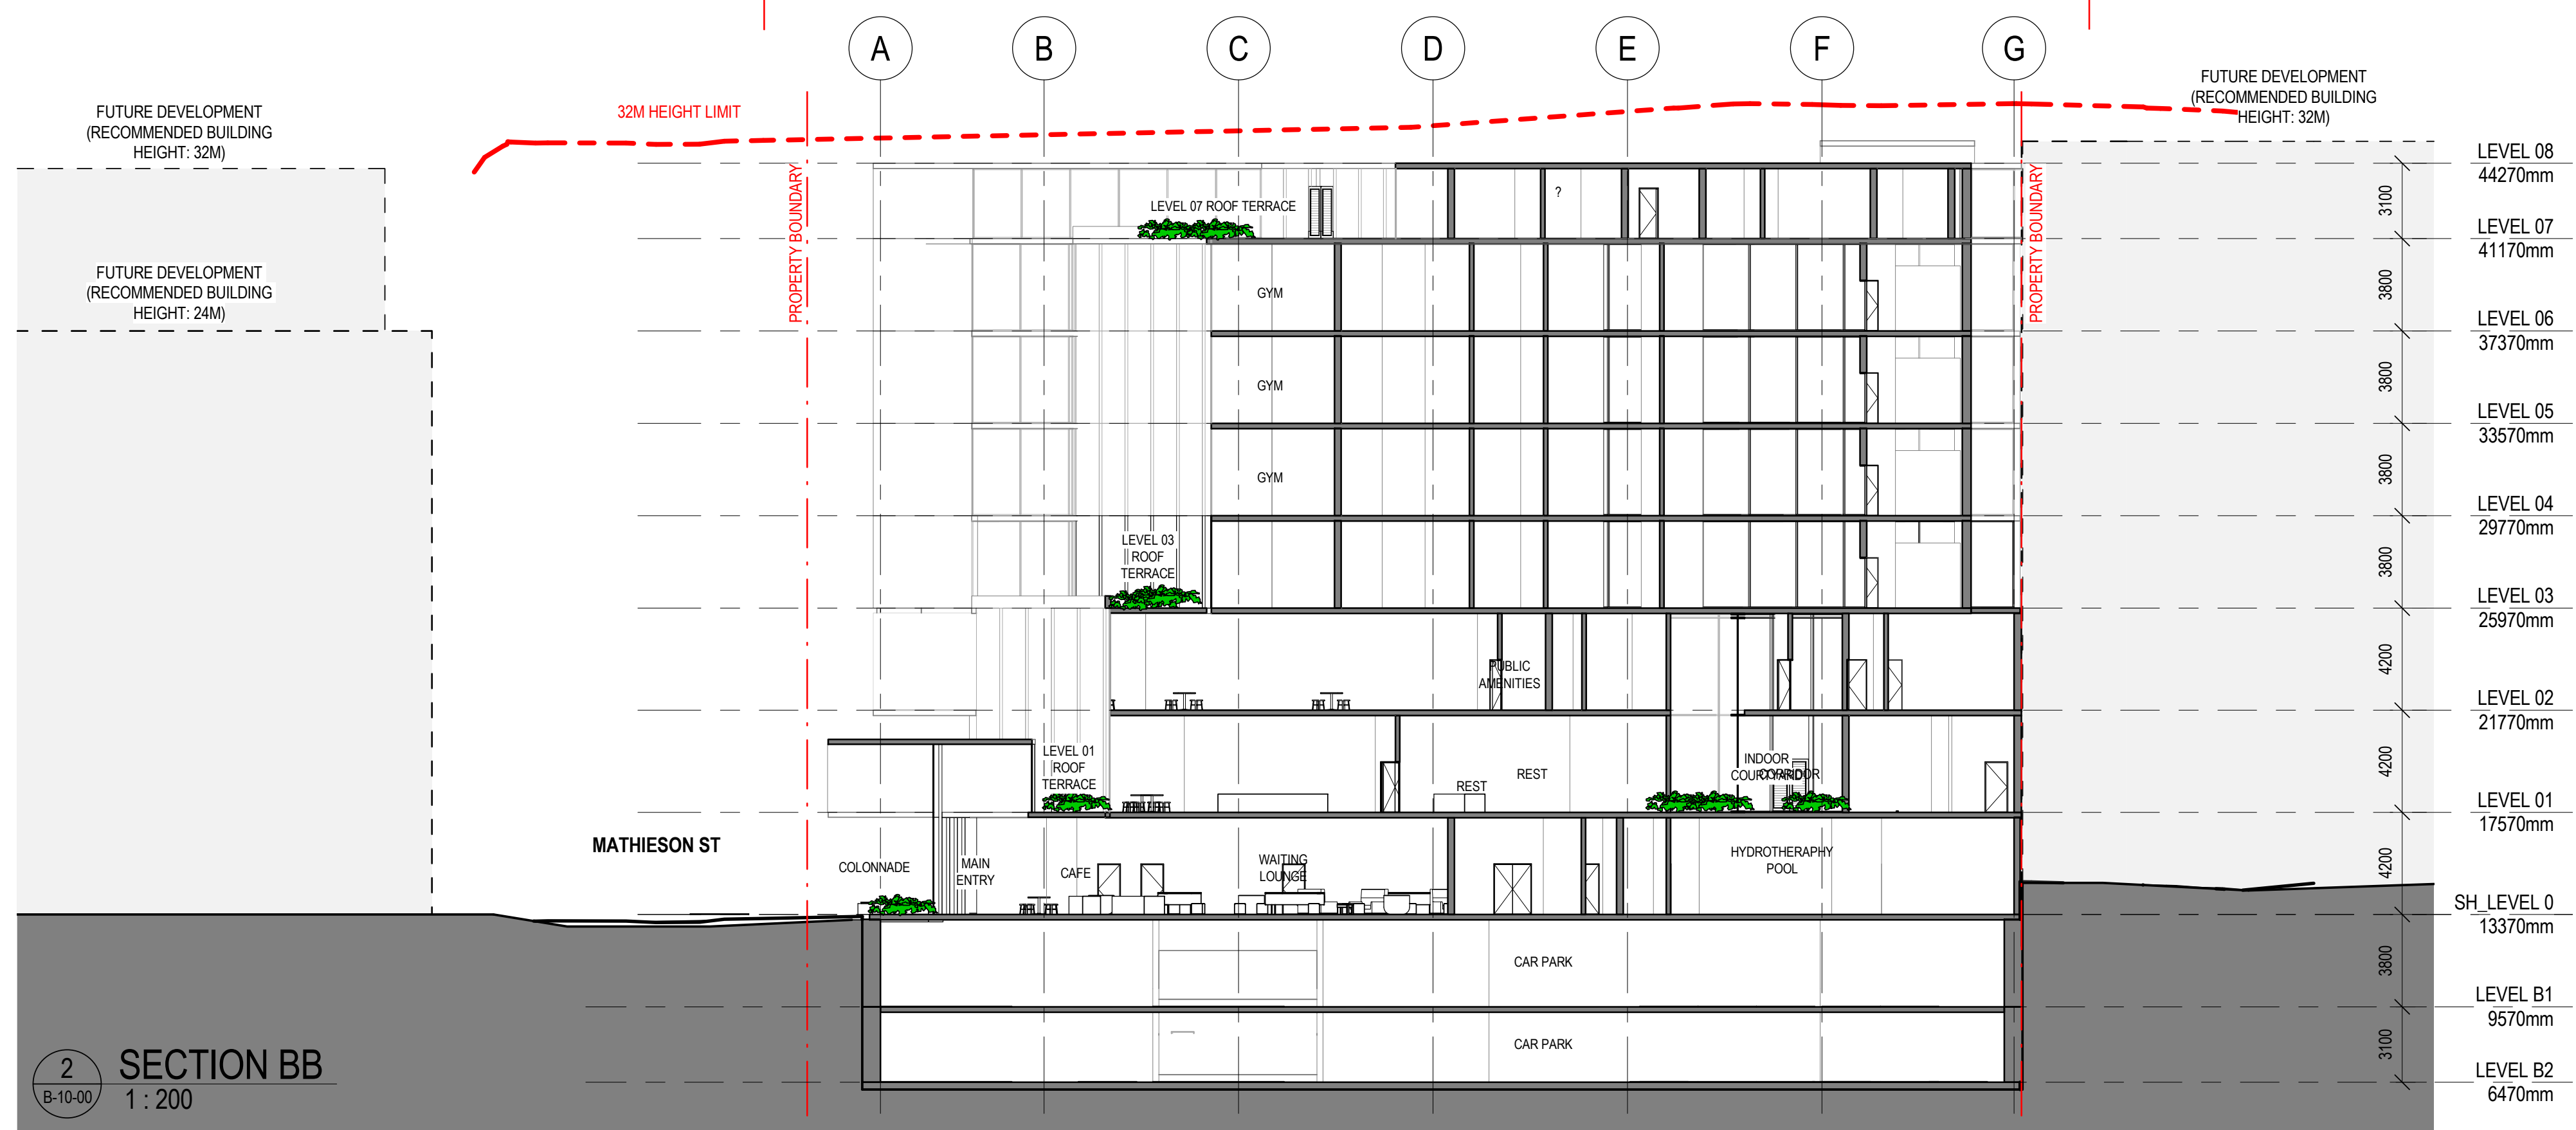 A
B
C
D
E
F
G
FUTURE DEVELOPMENT
(RECOMMENDED BUILDING
HEIGHT: 32M)
32M HEIGHT LIMIT
FUTURE DEVELOPMENT
(RECOMMENDED BUILDING
HEIGHT: 32M)
FUTURE DEVELOPMENT
(RECOMMENDED BUILDING
HEIGHT: 24M)
PROPERTY BOUNDARY
PROPERTY BOUNDARY
LEVEL 07 ROOF TERRACE
?
GYM
GYM
GYM
LEVEL 03
ROOF
TERRACE
PUBLIC
AMENITIES
LEVEL 01
ROOF
TERRACE
REST
REST
INDOOR
COURTYARD
CORRIDOR
MATHIESON ST
COLONNADE
MAIN
ENTRY
CAFE
WAITING
LOUNGE
HYDROTHERAPHY
POOL
CAR PARK
CAR PARK
LEVEL 08
44270mm
3100
LEVEL 07
41170mm
3800
LEVEL 06
37370mm
3800
LEVEL 05
33570mm
3800
LEVEL 04
29770mm
3800
LEVEL 03
25970mm
4200
LEVEL 02
21770mm
4200
LEVEL 01
17570mm
4200
SH_LEVEL 0
13370mm
3800
LEVEL B1
9570mm
3100
LEVEL B2
6470mm
2
B-10-00
SECTION BB
1 : 200